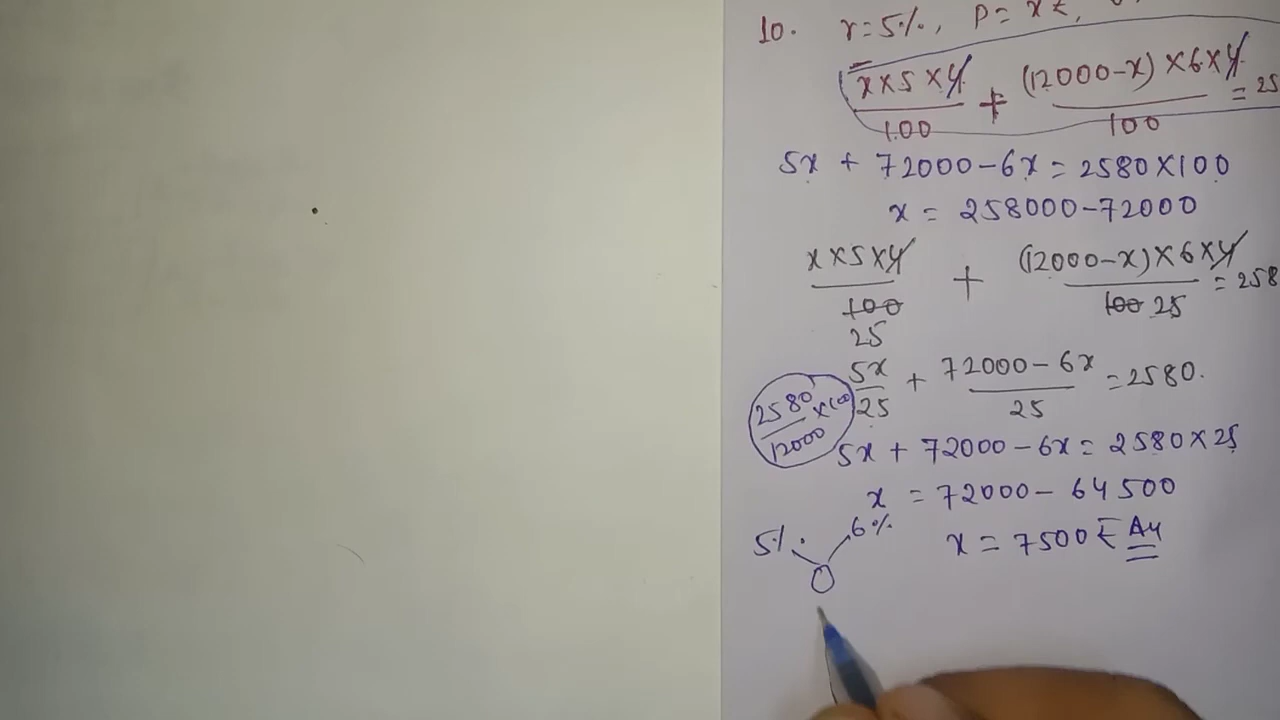 10. r=5%, P= x₹,
x×5×4/100 + (12000-x)×6×4/100 = 25
5x + 72000-6x = 2580×100
x = 258000-72000
x×5×4/100 25 + (12000-x)×6×4/100 25 = 258
5x/25 + 72000-6x/25 = 2580.
2580/12000 ×100
5x + 72000-6x = 2580×25
x = 72000-64500
5%. 6%
x = 7500₹